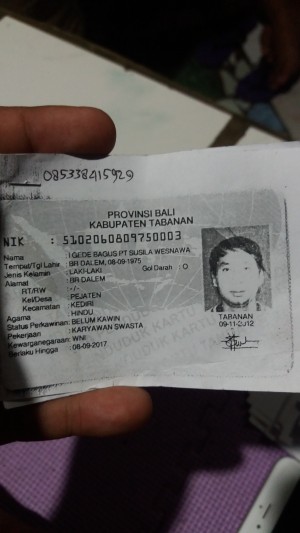 085338415929
PROVINSI BALI
KABUPATEN TABANAN
NIK : 5102060809750003
Nama : I GEDE BAGUS PT SUSILA WESNAWA
Tempat/Tgl Lahir : BR DALEM, 08-09-1975
Jenis Kelamin : LAKI-LAKI Gol Darah : O
Alamat : BR DALEM
RT/RW : -/-
Kel/Desa : PEJATEN
Kecamatan : KEDIRI
Agama : HINDU
Status Perkawinan: BELUM KAWIN
Pekerjaan : KARYAWAN SWASTA
Kewarganegaraan: WNI
Berlaku Hingga : 08-09-2017
TABANAN
09-11-2012